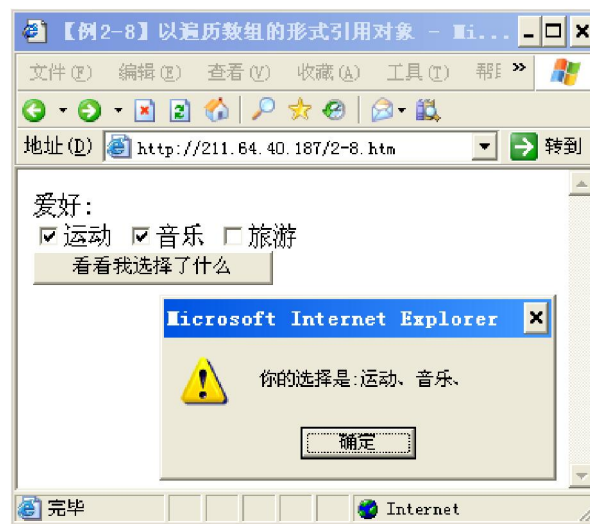 【例2-8】以遍历数组的形式引用对象 - Mi...
文件(F) 编辑(E) 查看(V) 收藏(A) 工具(T) »
地址(D) http://211.64.40.187/2-8.htm 转到
爱好:
运动 音乐 旅游
看看我选择了什么
Microsoft Internet Explorer
你的选择是:运动、音乐、
确定
完毕 Internet